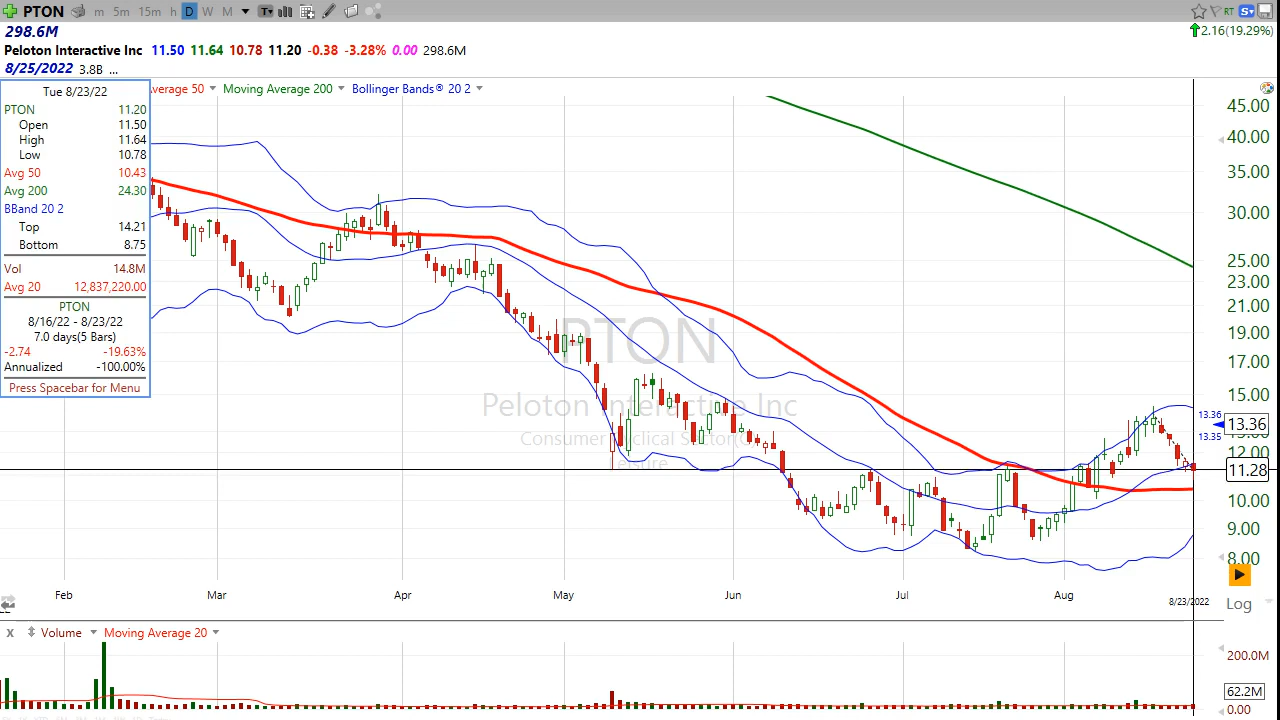 PTON m 5m 15m h D W M T RT S
298.6M 2.16(19.29%)
Peloton Interactive Inc 11.50 11.64 10.78 11.20 -0.38 -3.28% 0.00 298.6M
8/25/2022 3.8B ...
Tue 8/23/22
verage 50 Moving Average 200 Bollinger Bands® 20 2
PTON 11.20
Open 11.50
High 11.64
Low 10.78
Avg 50 10.43
Avg 200 24.30
BBand 20 2
Top 14.21
Bottom 8.75
Vol 14.8M
Avg 20 12,837,220.00
PTON
8/16/22 - 8/23/22
7.0 days(5 Bars)
-2.74 -19.63%
Annualized -100.00%
Press Spacebar for Menu
45.00
40.00
35.00
30.00
25.00
23.00
21.00
19.00
17.00
15.00
13.36
13.36
13.35
13.00
12.00
11.28
10.00
9.00
8.00
PTON
Peloton Interactive Inc
Leisure
Feb Mar Apr May Jun Jul Aug 8/23/2022
Log
X Volume Moving Average 20
200.0M
62.2M
0.00